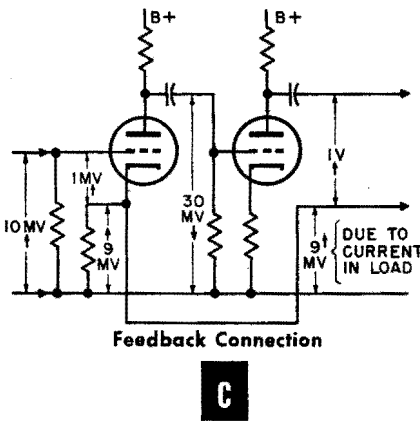 B+
B+
1MV
10MV
9
MV
30
MV
1V
9
MV
DUE TO
CURRENT
IN LOAD
Feedback Connection
C